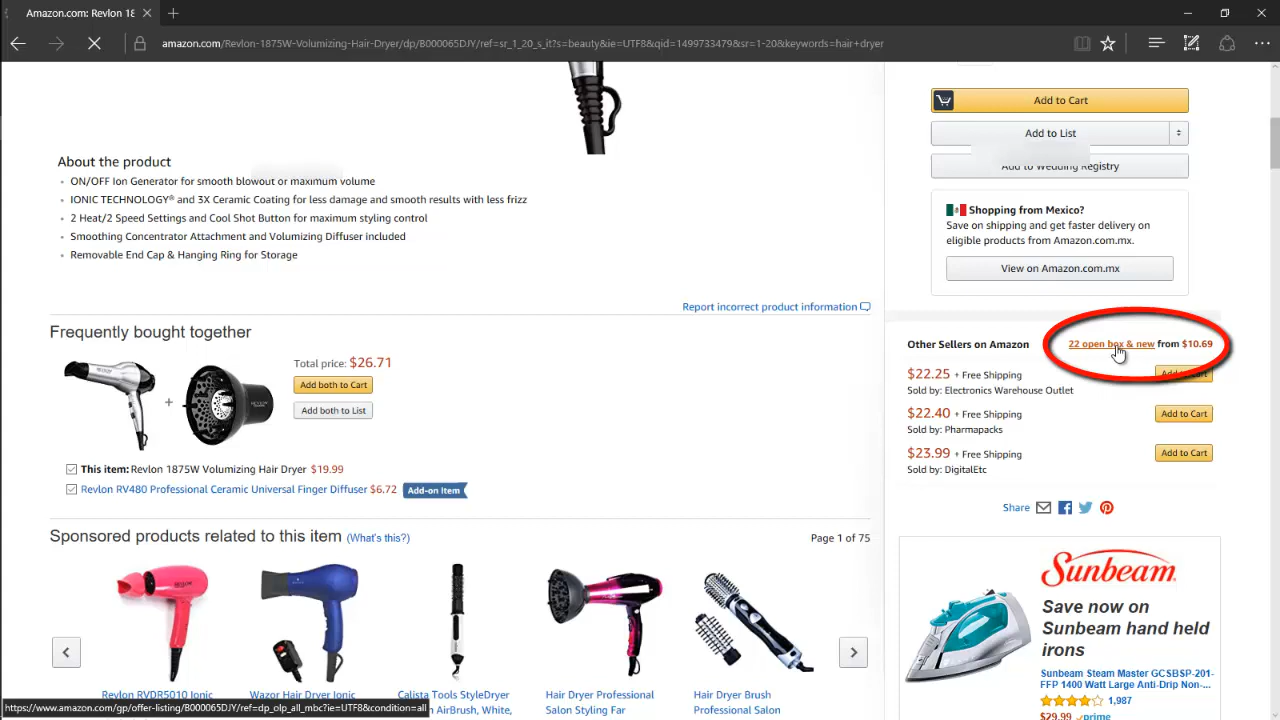 Amazon.com: Revlon 18
amazon.com/Revlon-1875W-Volumizing-Hair-Dryer/dp/B000065DJY/ref=sr_1_20_s_it?s=beauty&ie=UTF8&qid=1499733479&sr=1-20&keywords=hair+dryer
About the product
ON/OFF Ion Generator for smooth blowout or maximum volume
IONIC TECHNOLOGY® and 3X Ceramic Coating for less damage and smooth results with less frizz
2 Heat/2 Speed Settings and Cool Shot Button for maximum styling control
Smoothing Concentrator Attachment and Volumizing Diffuser included
Removable End Cap & Hanging Ring for Storage
Report incorrect product information
Frequently bought together
Total price: $26.71
Add both to Cart
Add both to List
This item: Revlon 1875W Volumizing Hair Dryer $19.99
Revlon RV480 Professional Ceramic Universal Finger Diffuser $6.72 Add-on Item
Sponsored products related to this item (What's this?)
Page 1 of 75
Revlon RVDR5010 Ionic
Wazor Hair Dryer Ionic
Calista Tools StyleDryer
AirBrush, White,
Hair Dryer Professional
Salon Styling Far
Hair Dryer Brush
Professional Salon
https://www.amazon.com/gp/offer-listing/B000065DJY/ref=dp_olp_all_mbc?ie=UTF8&condition=all
Add to Cart
Add to List
Add to Wedding Registry
Shopping from Mexico?
Save on shipping and get faster delivery on
eligible products from Amazon.com.mx.
View on Amazon.com.mx
Other Sellers on Amazon
22 open box & new from $10.69
$22.25 + Free Shipping
Add to Cart
Sold by: Electronics Warehouse Outlet
$22.40 + Free Shipping
Add to Cart
Sold by: Pharmapacks
$23.99 + Free Shipping
Add to Cart
Sold by: DigitalEtc
Share
Sunbeam
Save now on
Sunbeam hand held
irons
Sunbeam Steam Master GCSBSP-201-
FFP 1400 Watt Large Anti-Drip Non-...
1,987
$29.99 prime